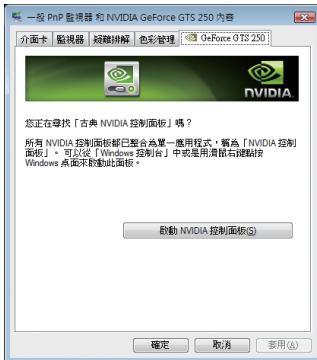 一般 PnP 監視器 和 NVIDIA GeForce GTS 250 內容
介面卡 監視器 疑難排解 色彩管理 GeForce GTS 250
NVIDIA
您正在尋找「古典 NVIDIA 控制面板」嗎？
所有 NVIDIA 控制面板都已整合為單一應用程式，稱為「NVIDIA 控制
面板」。 可以從「Windows 控制台」中或是用滑鼠右鍵點按
Windows 桌面來啟動此面板。
啟動 NVIDIA 控制面板(S)
確定 取消 套用(A)